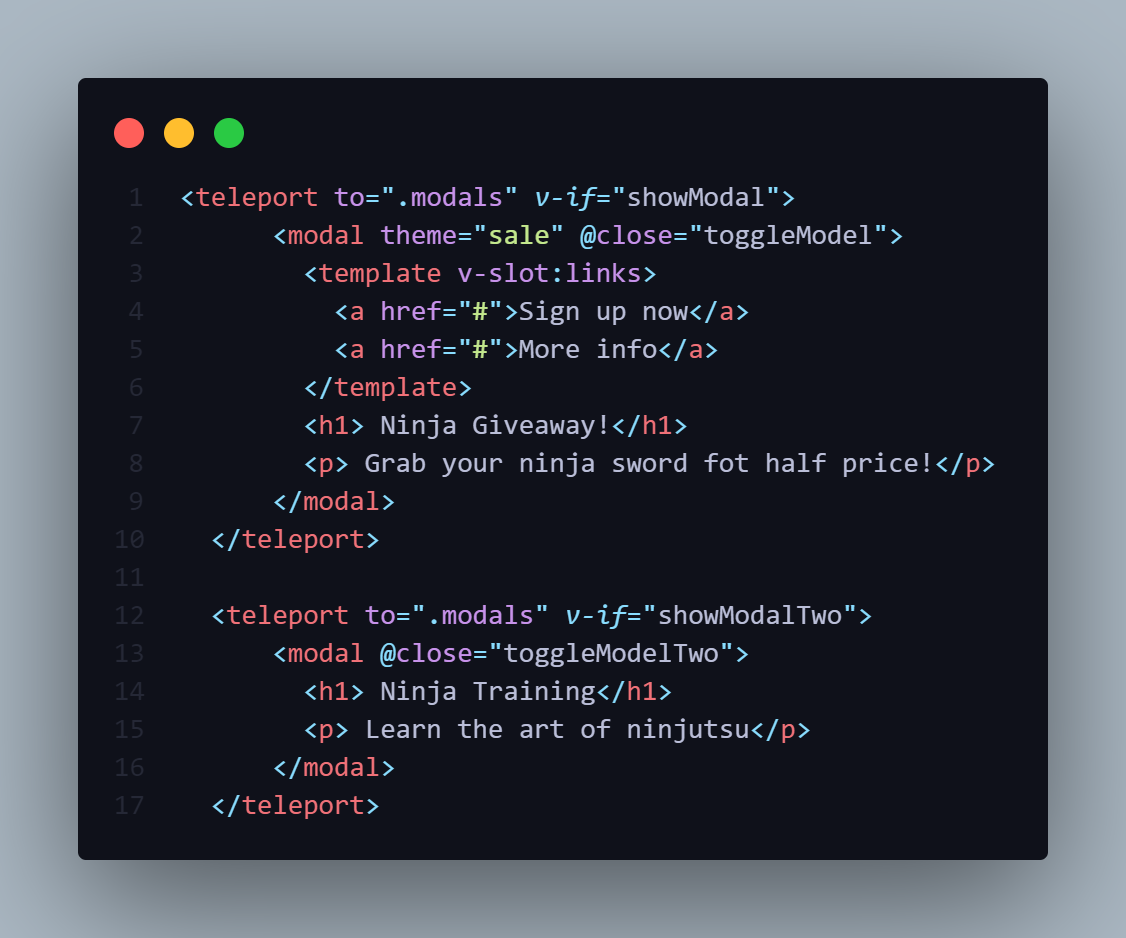 1 <teleport to=".modals" v-if="showModal">
2       <modal theme="sale" @close="toggleModel">
3         <template v-slot:links>
4           <a href="#">Sign up now</a>
5           <a href="#">More info</a>
6         </template>
7         <h1> Ninja Giveaway!</h1>
8         <p> Grab your ninja sword fot half price!</p>
9       </modal>
10   </teleport>
11
12   <teleport to=".modals" v-if="showModalTwo">
13       <modal @close="toggleModelTwo">
14         <h1> Ninja Training</h1>
15         <p> Learn the art of ninjutsu</p>
16       </modal>
17   </teleport>